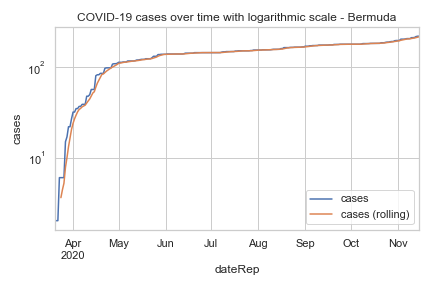 COVID-19 cases over time with logarithmic scale - Bermuda
cases
10²
10¹
Apr May Jun Jul Aug Sep Oct Nov
2020
dateRep
cases
cases (rolling)